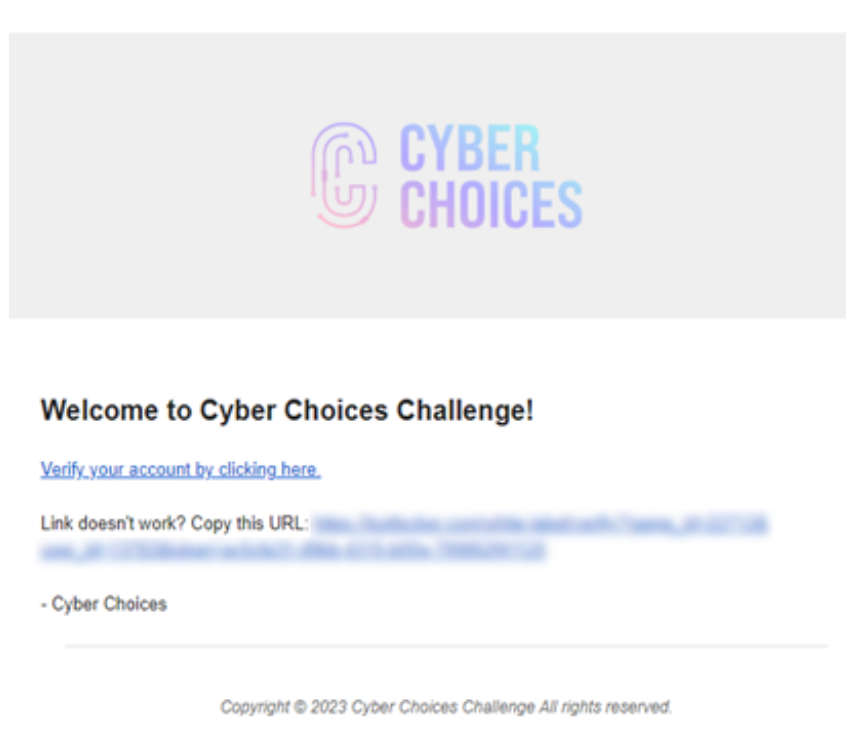 CYBER
CHOICES
Welcome to Cyber Choices Challenge!
Verify your account by clicking here.
Link doesn't work? Copy this URL:
- Cyber Choices
Copyright © 2023 Cyber Choices Challenge All rights reserved.